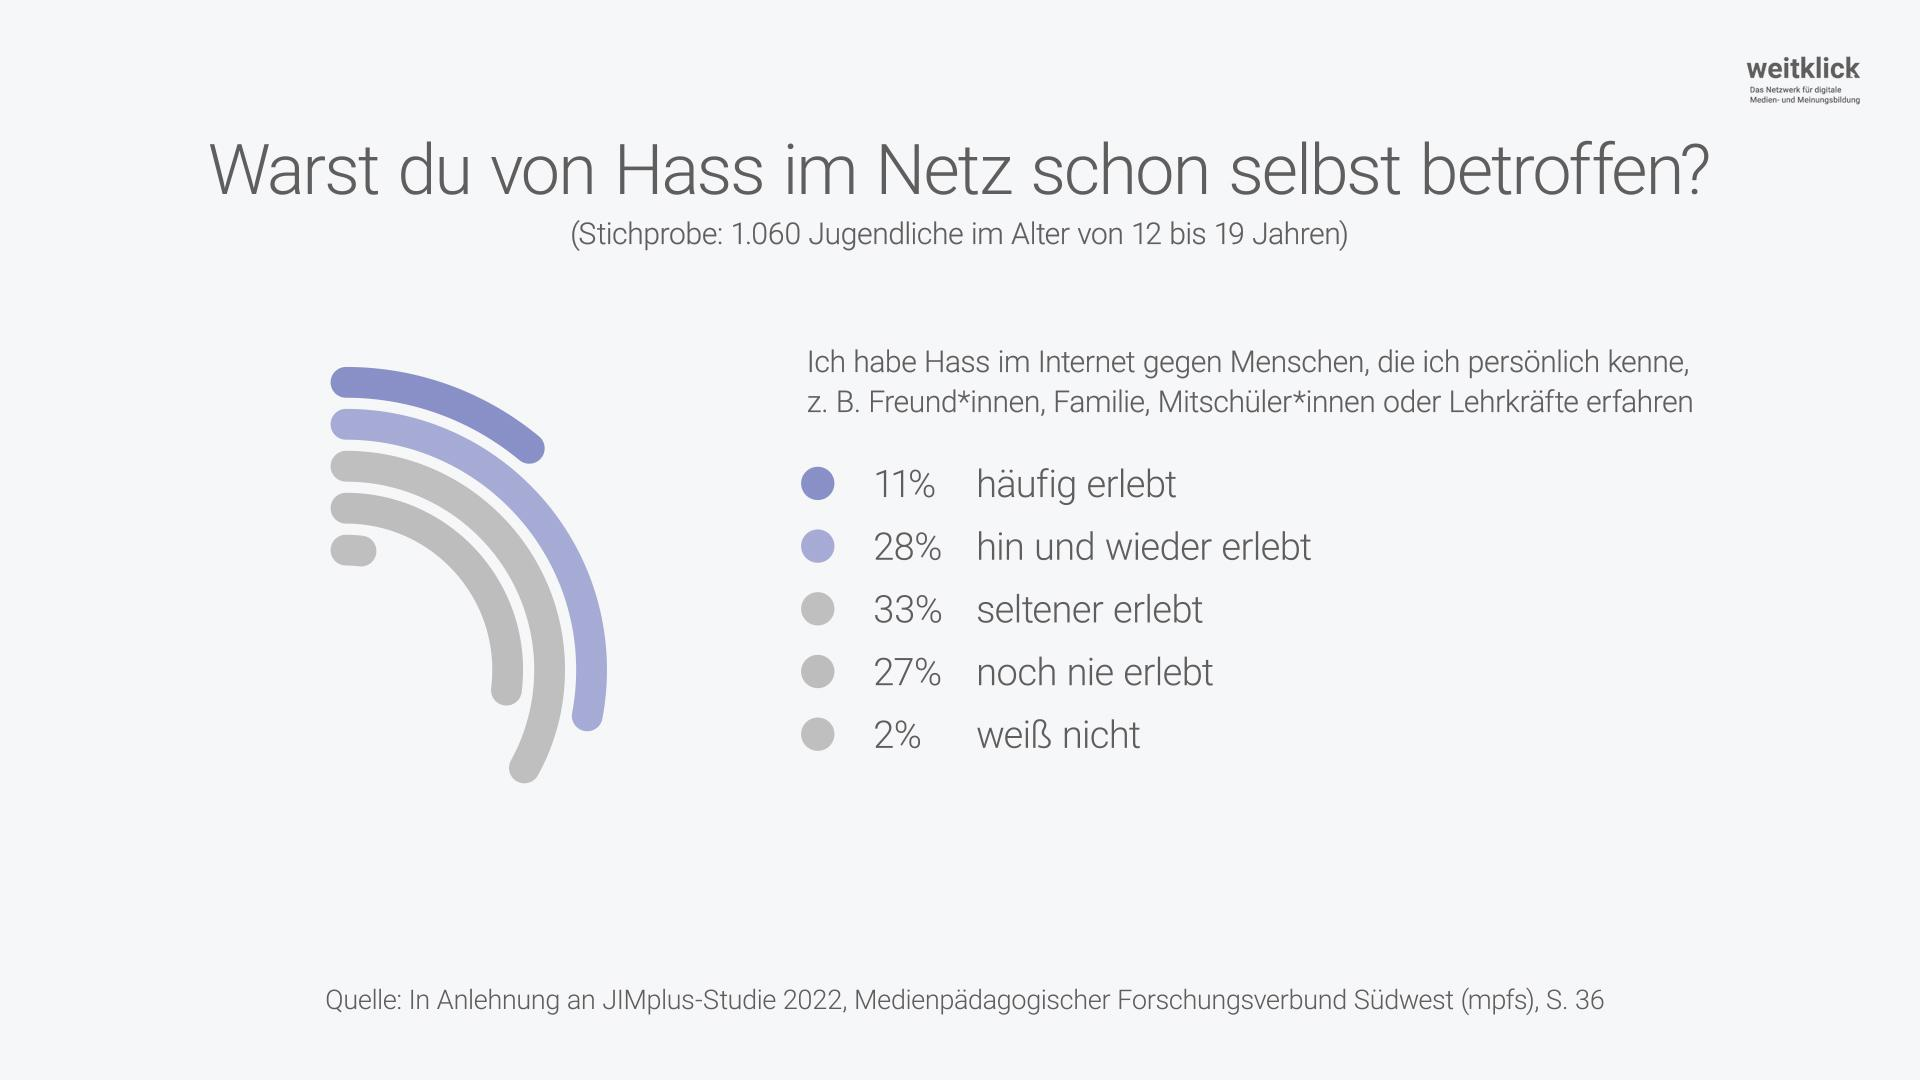 weitklick
Das Netzwerk für digitale
Medien- und Meinungsbildung
Warst du von Hass im Netz schon selbst betroffen?
(Stichprobe: 1.060 Jugendliche im Alter von 12 bis 19 Jahren)
Ich habe Hass im Internet gegen Menschen, die ich persönlich kenne,
z. B. Freund*innen, Familie, Mitschüler*innen oder Lehrkräfte erfahren
11% häufig erlebt
28% hin und wieder erlebt
33% seltener erlebt
27% noch nie erlebt
2% weiß nicht
Quelle: In Anlehnung an JIMplus-Studie 2022, Medienpädagogischer Forschungsverbund Südwest (mpfs), S. 36